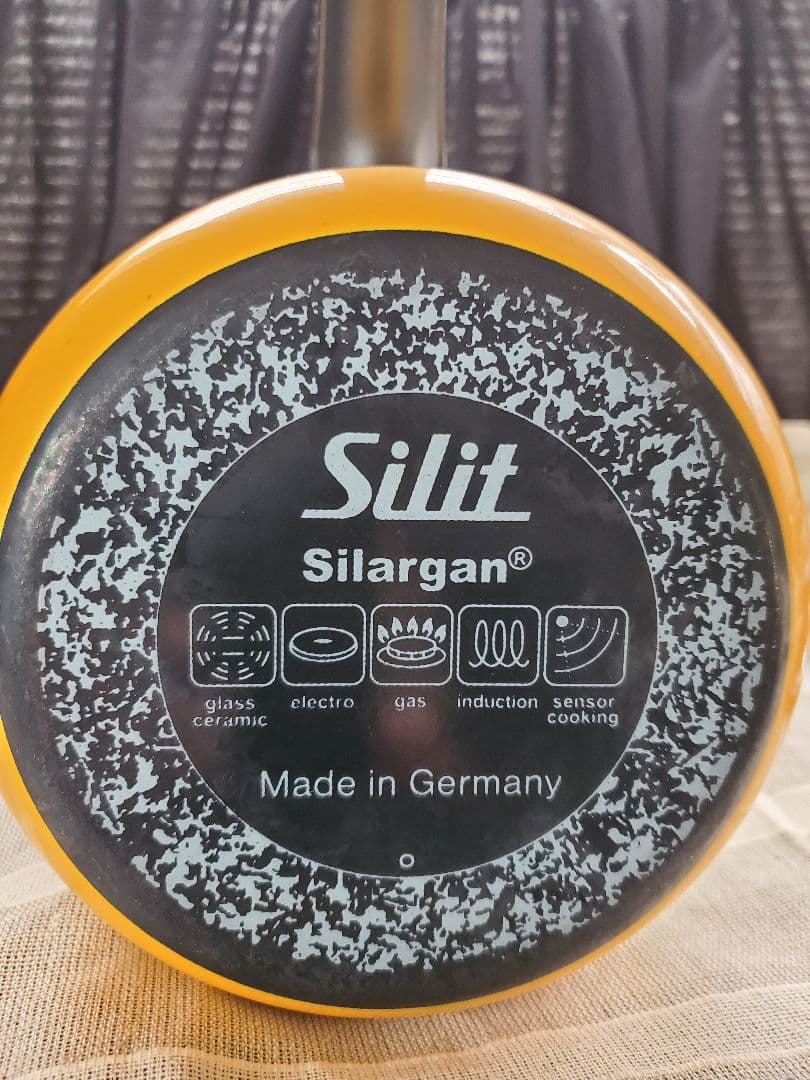 Silit
Silargan®
glass ceramic
electro
gas
induction
sensor cooking
Made in Germany